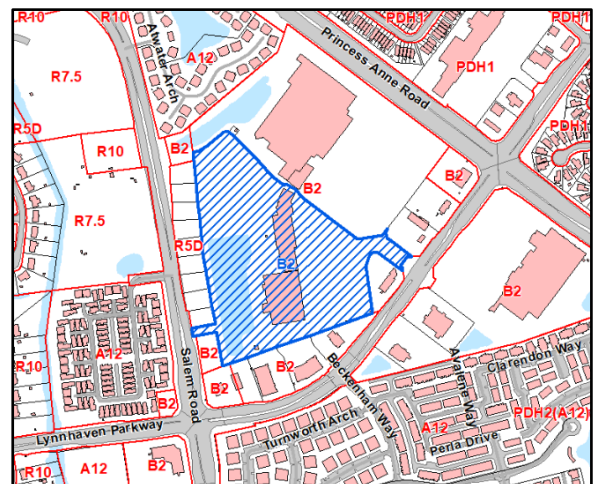 R10
R10
PDH1
PDH1
Atwater Arch
A12
Princess Anne Road
PDH1
R7.5
R5D
R10
B2
PDH1
B2
B2
R7.5
R5D
B2
B2
A12
Salem Road
B2
R10
B2
B2
B2
Beckenham Way
Avalene Way
Clarendon Way
PDH2(A12)
Lynnhaven Parkway
Turnworth Arch
A12
Perla Drive
R10
A12
B2